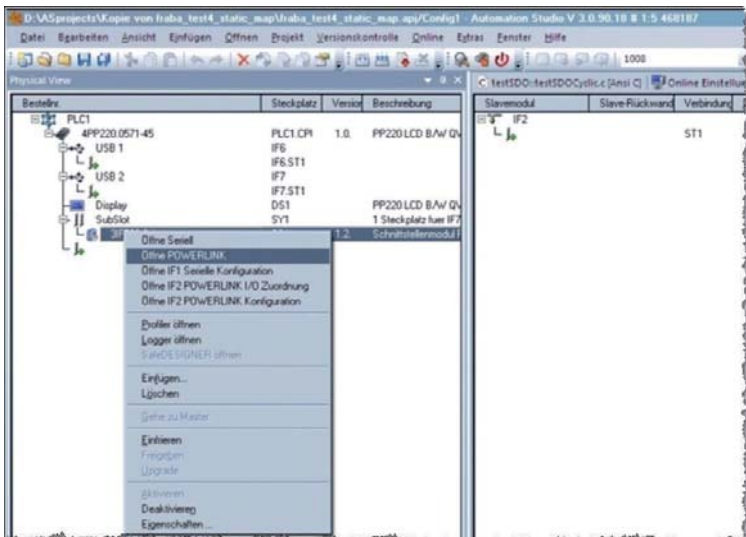 D:\ASprojects\Kopie von fraba_test4_static_map\fraba_test4_static_map.apj/Config1 - Automation Studio V 3.0.90.18 # 1:5 468187
Datei Bearbeiten Ansicht Einfügen Öffnen Projekt Versionskontrolle Online Extras Fenster Hilfe
1008
Physical View
testSDO::testSDOCyclic.c [Ansi C] Online Einstellu
Bestellnr. Steckplatz Version Beschreibung
Slavemodul Slave-Rückwand Verbindung
PLC1
IF2
4PP220.0571-45 PLC1.CPI 1.0. PP220 LCD B/W QV
ST1
USB 1 IF6
IF6.ST1
USB 2 IF7
IF7.ST1
Display DS1 PP220 LCD B/W QV
SubSlot SY1 1 Steckplatz fuer IF7
1.2. Schnittstellenmodul
Öffne Seriell
Öffne POWERLINK
Öffne IF1 Serielle Konfiguration
Öffne IF2 POWERLINK I/O Zuordnung
Öffne IF2 POWERLINK Konfiguration
Profiler öffnen
Logger öffnen
SafeDESIGNER öffnen
Einfügen...
Löschen
Gehe zu Master
Einfrieren
Freigeben
Upgrade
Aktivieren
Deaktivieren
Eigenschaften ...